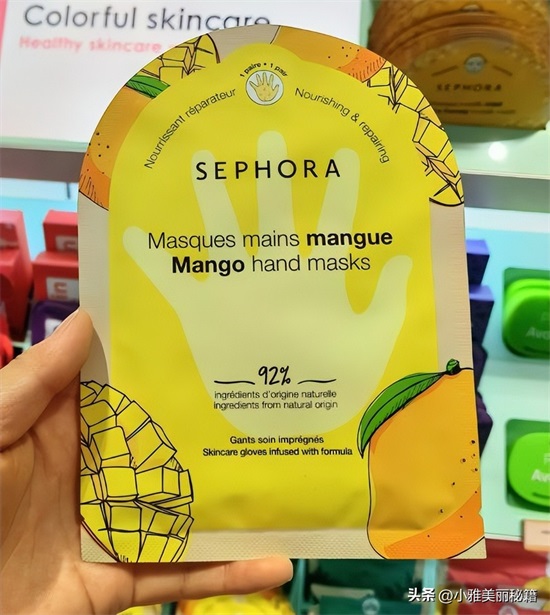 Colorful skincare
Healthy skincare
SEPHORA
1 paire • 1 pair
Nourrissant réparateur
Nourishing & repairing
SEPHORA
Masques mains mangue
Mango hand masks
92%
ingrédients d'origine naturelle
ingredients from natural origin
Gants soin imprégnés
Skincare gloves infused with formula
头条 @小雅美丽秘籍